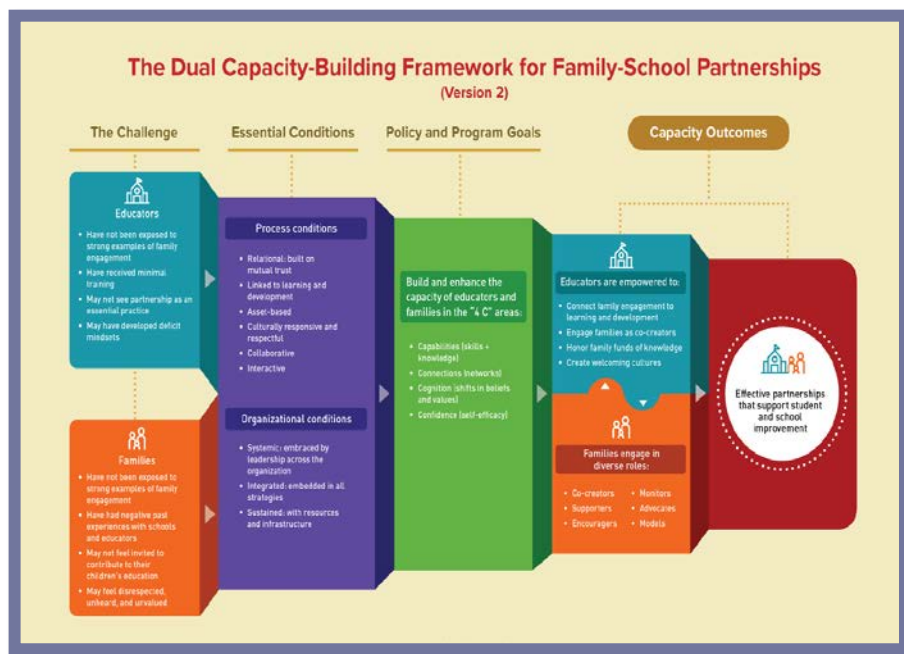 The Dual Capacity-Building Framework for Family-School Partnerships
(Version 2)
The Challenge
Essential Conditions
Policy and Program Goals
Capacity Outcomes
Educators
• Have not been exposed to
strong examples of family
engagement
• Have received minimal
training
• May not see partnership as an
essential practice
• May have developed deficit
mindsets
Families
• Have not been exposed to
strong examples of family
engagement
• Have had negative past
experiences with schools
and educators
• May not feel invited to
contribute to their
children's education
• May feel disrespected,
unheard, and unvalued
Process conditions
• Relational: built on
mutual trust
• Linked to learning and
development
• Asset-based
• Culturally responsive and
respectful
• Collaborative
• Interactive
Organizational conditions
• Systemic: embraced by
leadership across the
organization
• Integrated: embedded in all
strategies
• Sustained: with resources
and infrastructure
Build and enhance the
capacity of educators and
families in the "4 C" areas:
• Capabilities (skills +
knowledge)
• Connections (networks)
• Cognition (shifts in beliefs
and values)
• Confidence (self-efficacy)
Educators are empowered to:
• Connect family engagement to
learning and development
• Engage families as co-creators
• Honor family funds of knowledge
• Create welcoming cultures
Families engage in
diverse roles:
• Co-creators
• Supporters
• Encouragers
• Monitors
• Advocates
• Models
Effective partnerships
that support student
and school
improvement